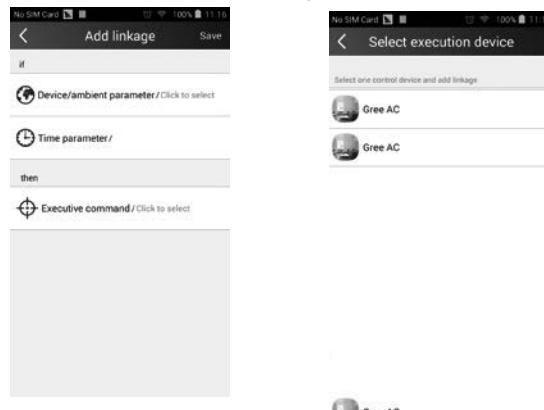 No SIM Card 100% 11:16
Add linkage Save
if
Device/ambient parameter/Click to select
Time parameter/
then
Executive command/Click to select
No SIM Card 100%
Select execution device
Select one control device and add linkage
Gree AC
Gree AC